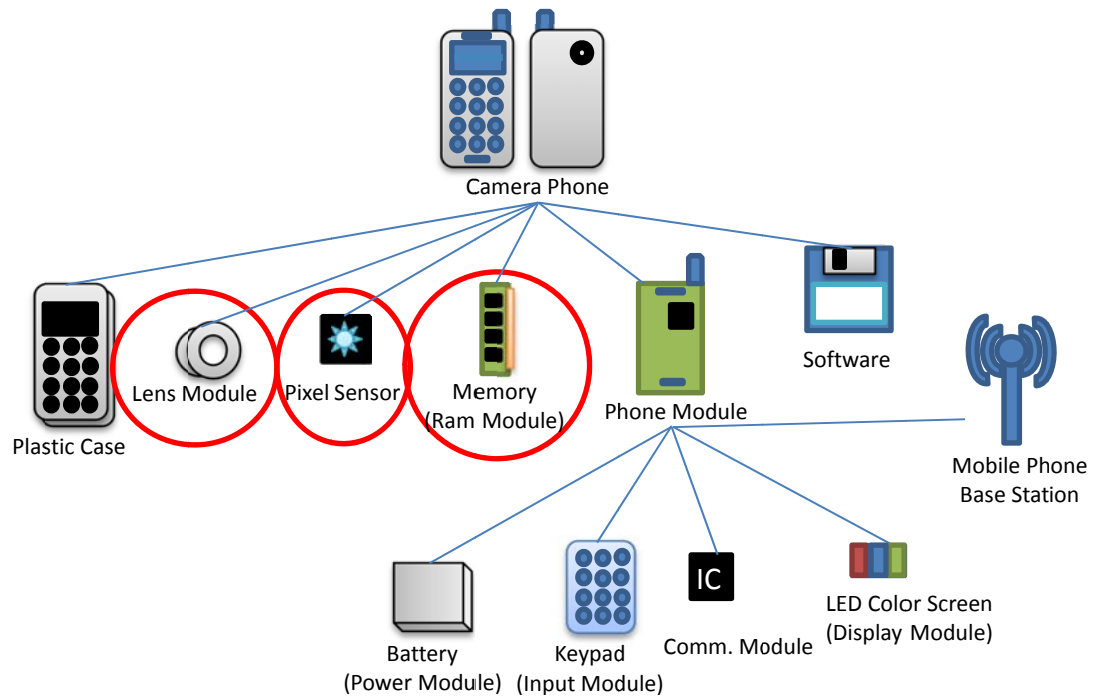 Camera Phone
Software
Lens Module
Pixel Sensor
Memory
(Ram Module)
Phone Module
Plastic Case
Mobile Phone
Base Station
IC
LED Color Screen
(Display Module)
Battery
(Power Module)
Keypad
(Input Module)
Comm. Module